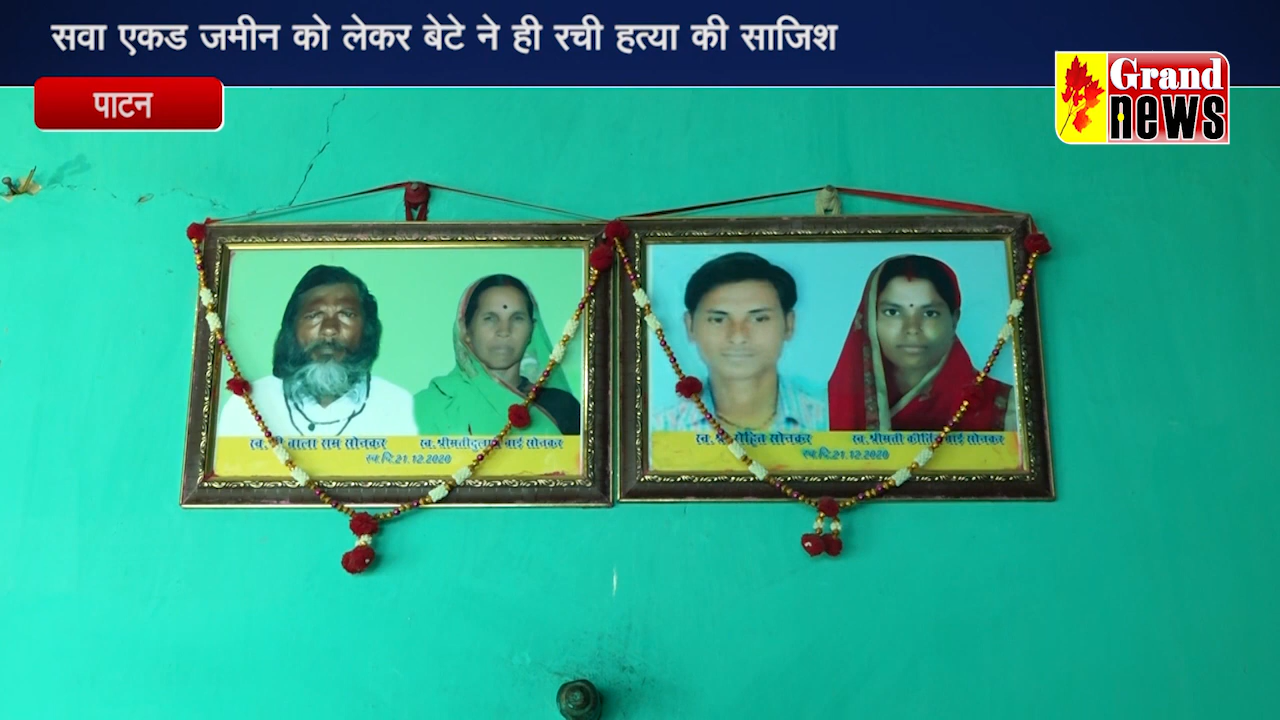 सवा एकड जमीन को लेकर बेटे ने ही रची हत्या की साजिश
पाटन
Grand
news
स्व. श्री बाला राम सोनकर
स्व. श्रीमती दुलारी बाई सोनकर
स्व.दि.21.12.2020
स्व. श्री रोहित सोनकर
स्व. श्रीमती कीर्तिन बाई सोनकर
स्व.दि.21.12.2020